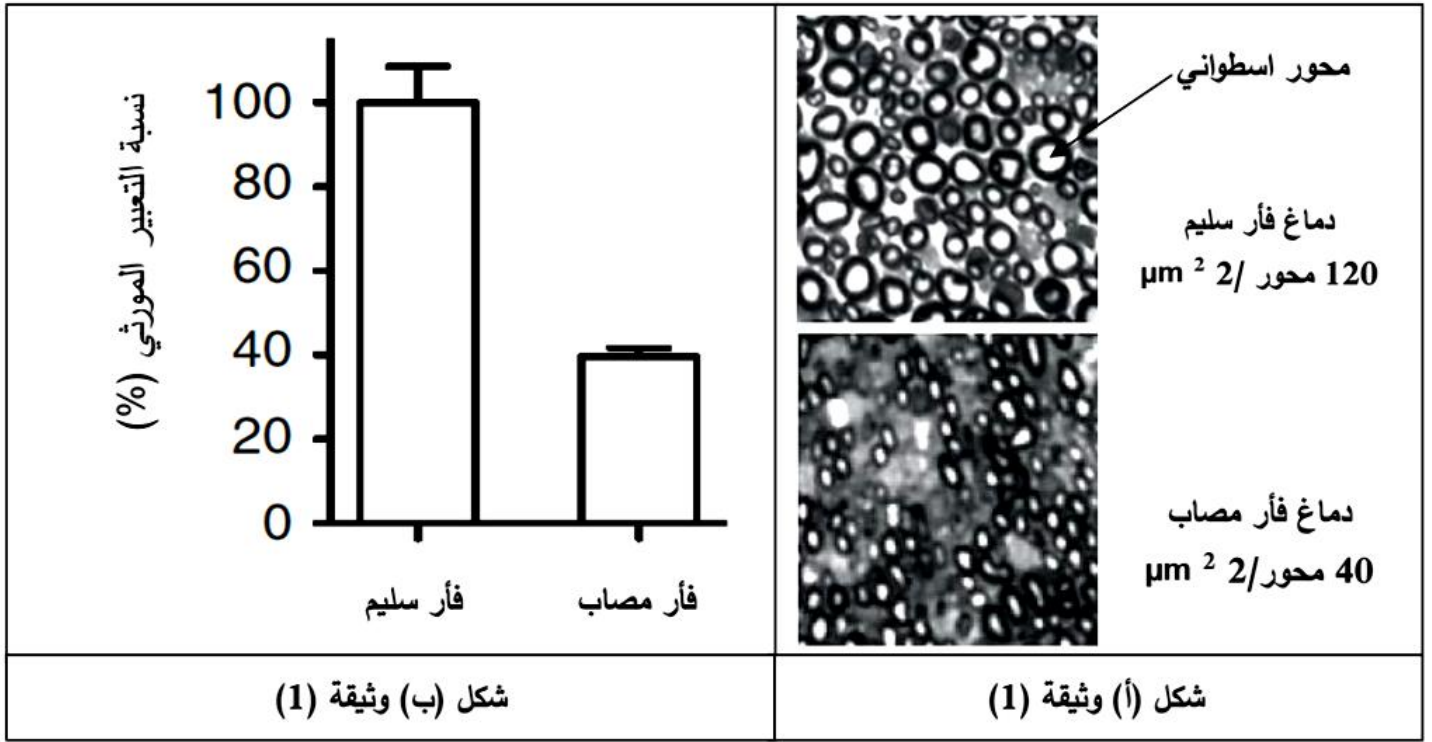 محور اسطواني
دماغ فأر سليم
120 محور /2 µm ²
دماغ فأر مصاب
40 محور/2 µm ²
شكل (أ) وثيقة (1)
نسبة التعبير المورثي (%)
100
80
60
40
20
0
فأر سليم
فأر مصاب
شكل (ب) وثيقة (1)